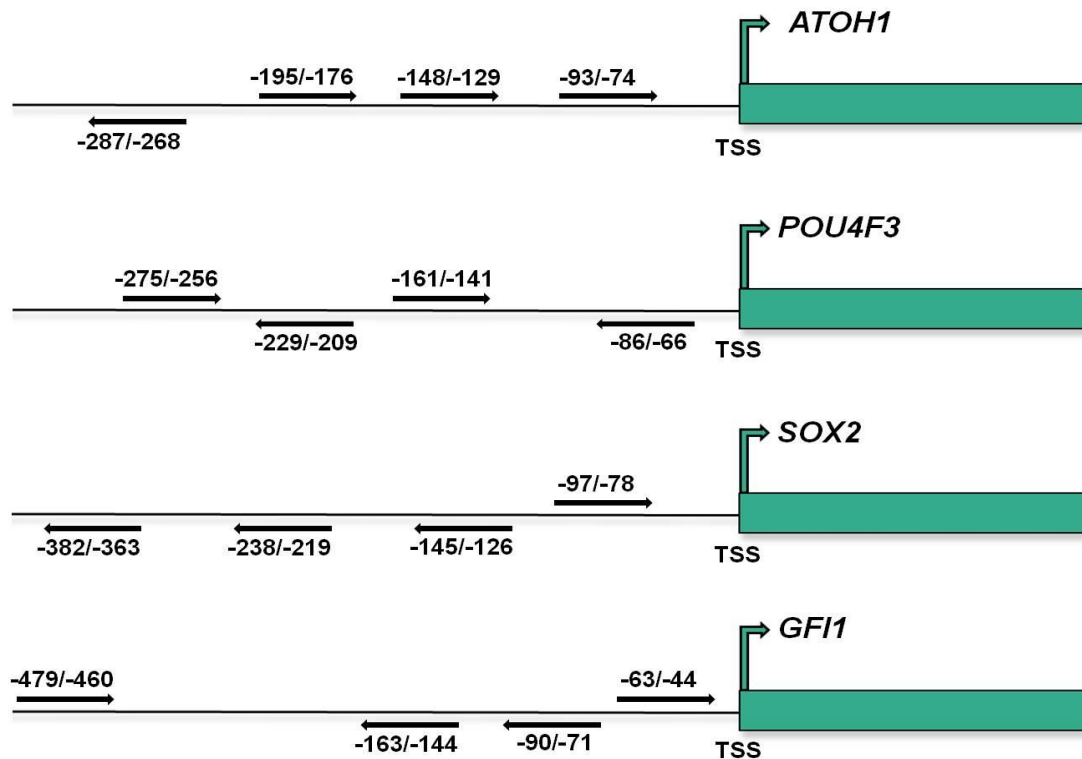 ATOH1
-195/-176 -148/-129 -93/-74
-287/-268
TSS
POU4F3
-275/-256 -161/-141
-229/-209 -86/-66
TSS
SOX2
-97/-78
-382/-363 -238/-219 -145/-126
TSS
GFI1
-479/-460 -63/-44
-163/-144 -90/-71
TSS